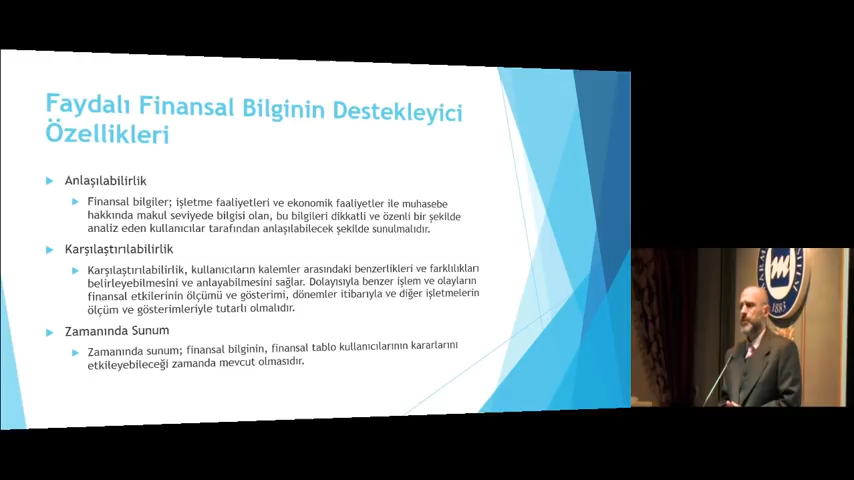 Faydalı Finansal Bilginin Destekleyici
Özellikleri
Anlaşılabilirlik
Finansal bilgiler; işletme faaliyetleri ve ekonomik faaliyetler ile muhasebe
hakkında makul seviyede bilgisi olan, bu bilgileri dikkatli ve özenli bir şekilde
analiz eden kullanıcılar tarafından anlaşılabilecek şekilde sunulmalıdır.
Karşılaştırılabilirlik
Karşılaştırılabilirlik, kullanıcıların kalemler arasındaki benzerlikleri ve farklılıkları
belirleyebilmesini ve anlayabilmesini sağlar. Dolayısıyla benzer işlem ve olayların
finansal etkilerinin ölçümü ve gösterimi, dönemler itibarıyla ve diğer işletmelerin
ölçüm ve gösterimleriyle tutarlı olmalıdır.
Zamanında Sunum
Zamanında sunum; finansal bilginin, finansal tablo kullanıcılarının kararlarını
etkileyebileceği zamanda mevcut olmasıdır.
1883